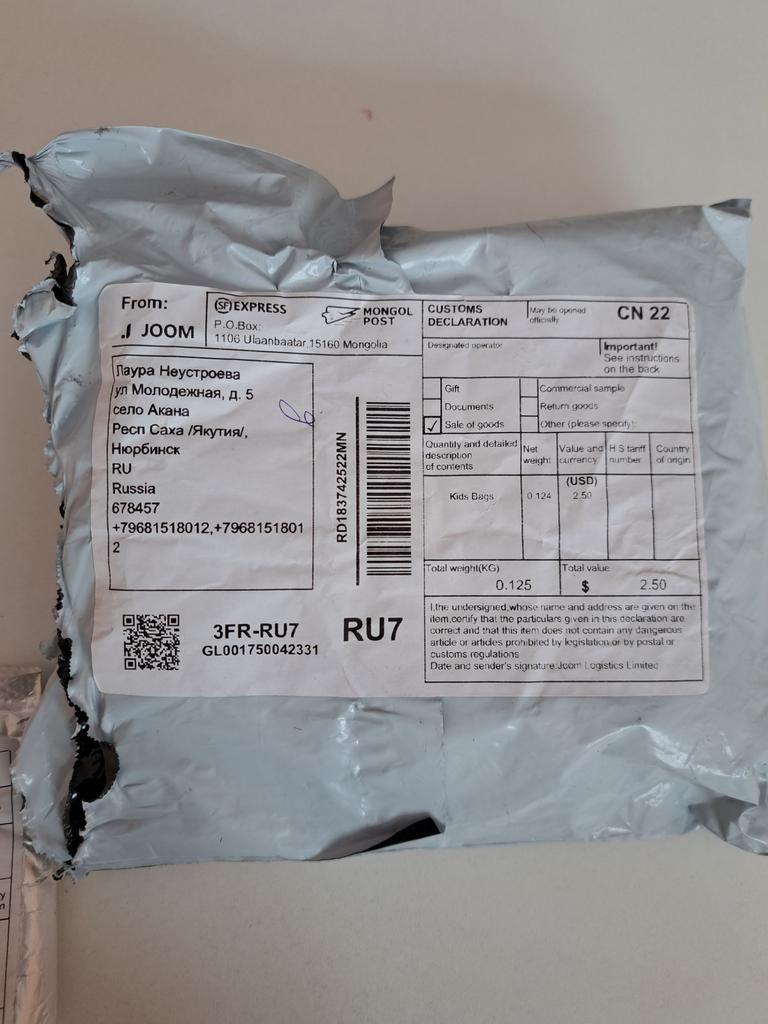 From:
JOOM
SF EXPRESS
P.O.Box:
1106 Ulaanbaatar 15160 Mongolia
MONGOL
POST
Лаура Неустроева
ул Молодежная, д. 5
село Акана
Респ Саха /Якутия/,
Нюрбинск
RU
Russia
678457
+79681518012,+7968151801
2
RD183742522MN
3FR-RU7
GL001750042331
RU7
CUSTOMS
DECLARATION
May be opened
officially
CN 22
Designated operator
Important!
See instructions
on the back
Gift
Commercial sample
Documents
Return goods
✓ Sale of goods
Other (please specify):
Quantity and detailed
description
of contents
Net
weight
Value and
currency
H S tariff
number
Country
of origin
(USD)
Kids Bags 0.124 2.50
Total weight(KG)
0.125
Total value
$ 2.50
I,the undersigned,whose name and address are given on the
item,certify that the particulars given in this declaration are
correct and that this item does not contain any dangerous
article or articles prohibited by legislation or by postal or
customs regulations
Date and sender's signature:Joom Logistics Limited